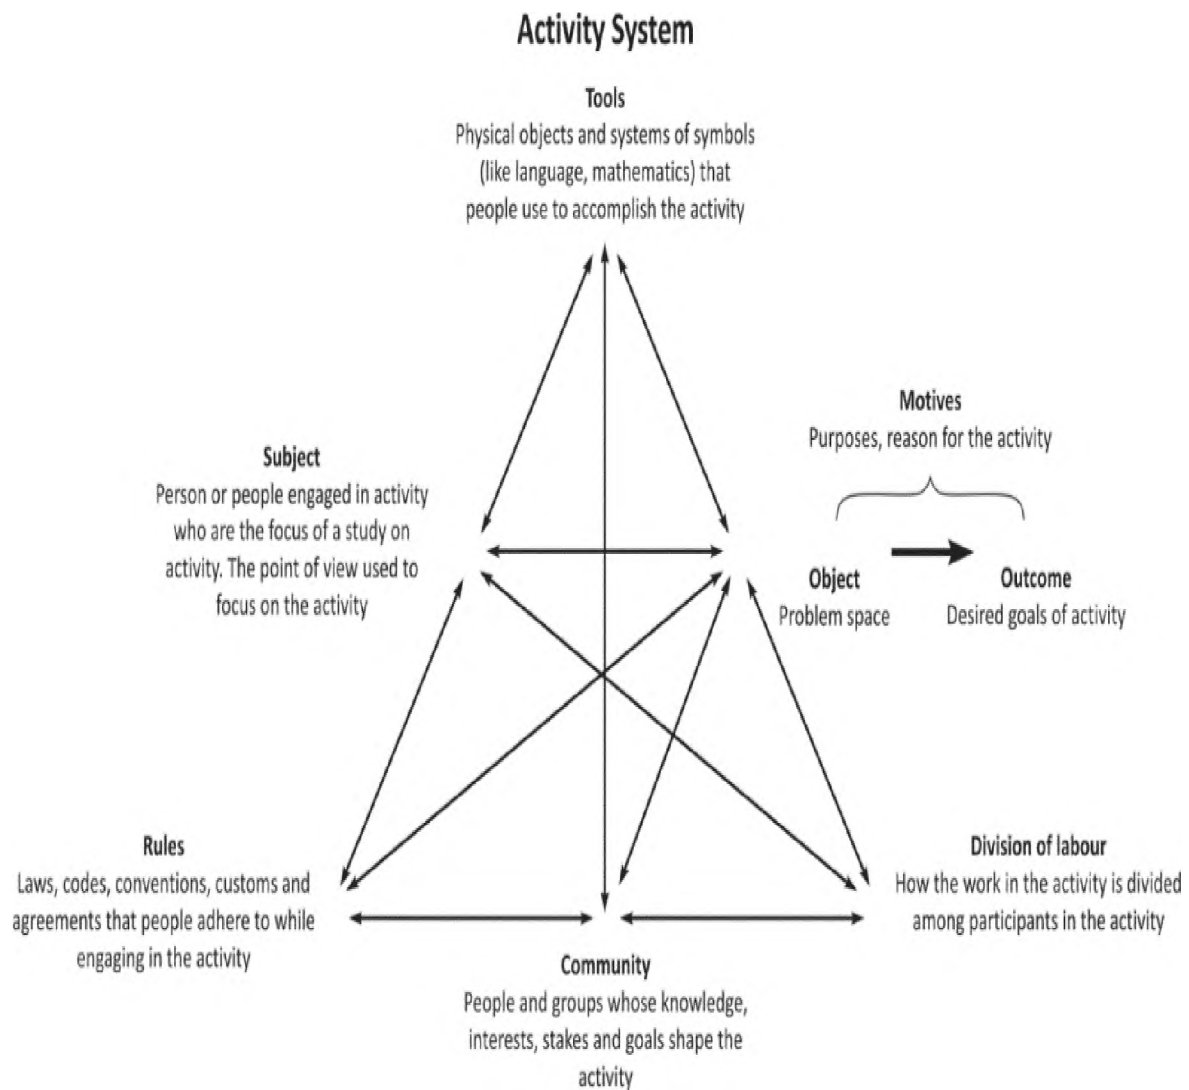 Activity System
Tools
Physical objects and systems of symbols
(like language, mathematics) that
people use to accomplish the activity
Motives
Purposes, reason for the activity
Subject
Person or people engaged in activity
who are the focus of a study on
activity. The point of view used to
focus on the activity
Object
Problem space
Outcome
Desired goals of activity
Rules
Laws, codes, conventions, customs and
agreements that people adhere to while
engaging in the activity
Division of labour
How the work in the activity is divided
among participants in the activity
Community
People and groups whose knowledge,
interests, stakes and goals shape the
activity